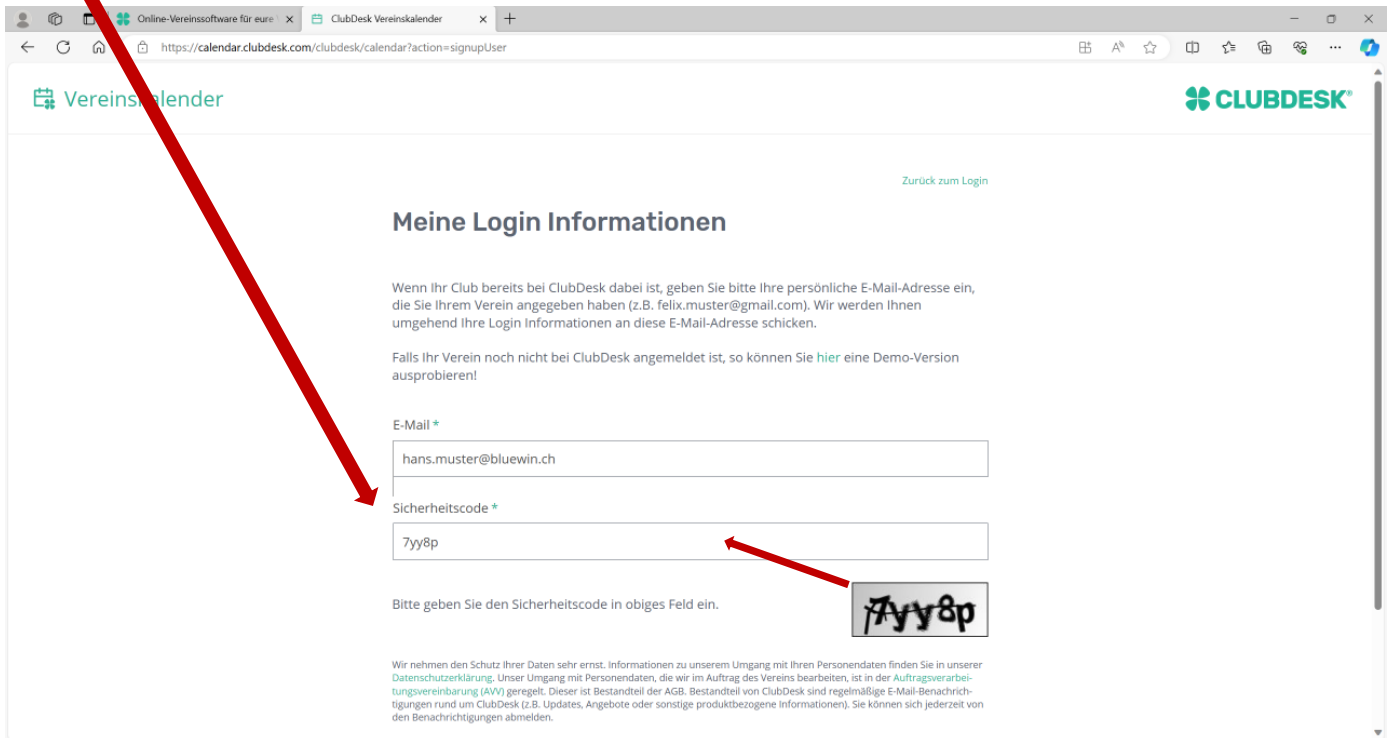 Online-Vereinssoftware für eure
ClubDesk Vereinskalender
https://calendar.clubdesk.com/clubdesk/calendar?action=signupUser
Vereinskalender
CLUBDESK®
Zurück zum Login
Meine Login Informationen
Wenn Ihr Club bereits bei ClubDesk dabei ist, geben Sie bitte Ihre persönliche E-Mail-Adresse ein,
die Sie Ihrem Verein angegeben haben (z.B. felix.muster@gmail.com). Wir werden Ihnen
umgehend Ihre Login Informationen an diese E-Mail-Adresse schicken.
Falls Ihr Verein noch nicht bei ClubDesk angemeldet ist, so können Sie hier eine Demo-Version
ausprobieren!
E-Mail *
hans.muster@bluewin.ch
Sicherheitscode *
7yy8p
Bitte geben Sie den Sicherheitscode in obiges Feld ein.
7yy8p
Wir nehmen den Schutz Ihrer Daten sehr ernst. Informationen zu unserem Umgang mit Ihren Personendaten finden Sie in unserer
Datenschutzerklärung. Unser Umgang mit Personendaten, die wir im Auftrag des Vereins bearbeiten, ist in der Auftragsverarbei-
tungsvereinbarung (AVV) geregelt. Dieser ist Bestandteil der AGB. Bestandteil von ClubDesk sind regelmäßige E-Mail-Benachrich-
tigungen rund um ClubDesk (z.B. Updates, Angebote oder sonstige produktbezogene Informationen). Sie können sich jederzeit von
den Benachrichtigungen abmelden.